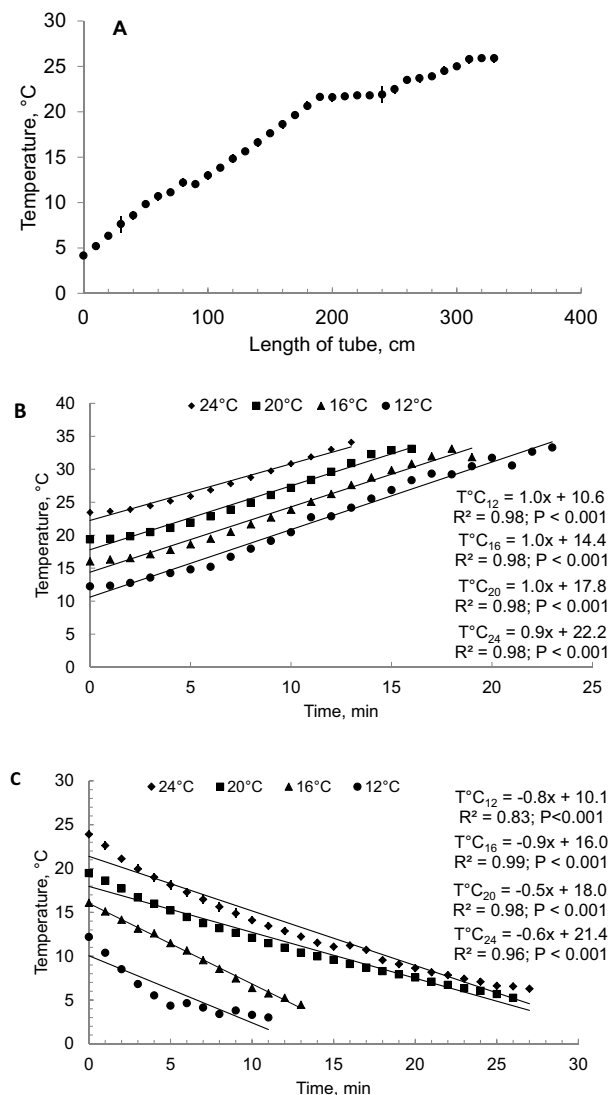 A
Temperature, °C
30
25
20
15
10
5
0
0 100 200 300 400
Length of tube, cm
B
◆24°C ■20°C ▲16°C ●12°C
Temperature, °C
40
35
30
25
20
15
10
5
0
T°C12 = 1.0x + 10.6
R² = 0.98; P < 0.001
T°C16 = 1.0x + 14.4
R² = 0.98; P < 0.001
T°C20 = 1.0x + 17.8
R² = 0.98; P < 0.001
T°C24 = 0.9x + 22.2
R² = 0.98; P < 0.001
0 5 10 15 20 25
Time, min
C
◆24°C ■20°C ▲16°C ●12°C
Temperature, °C
30
25
20
15
10
5
0
T°C12 = -0.8x + 10.1
R² = 0.83; P<0.001
T°C16 = -0.9x + 16.0
R² = 0.99; P < 0.001
T°C20 = -0.5x + 18.0
R² = 0.98; P < 0.001
T°C24 = -0.6x + 21.4
R² = 0.96; P < 0.001
0 5 10 15 20 25 30
Time, min